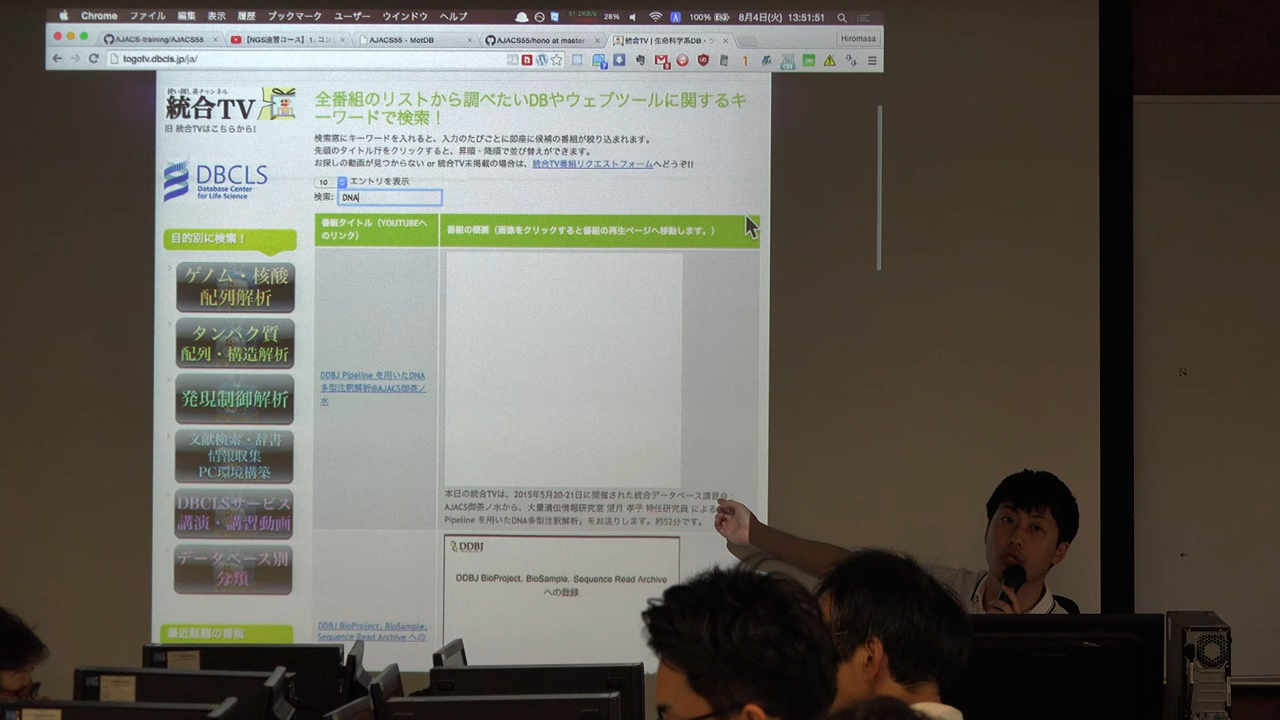 Chrome ファイル 編集 表示 履歴 ブックマーク ユーザー ウインドウ ヘルプ 51.2KB/s 28% 100% 8月4日(火) 13:51:51
AJACS-training/AJACS55 【NGS速習コース】1. コン AJACS55 - MotDB AJACS55/hono at master 統合TV | 生命科学系DB・ツ Hiromasa
togotv.dbcls.jp/ja/
使い倒し系チャンネル
統合TV
旧 統合TVはこちらから!
DBCLS
Database Center
for Life Science
目的別に検索!
ゲノム・核酸
配列解析
タンパク質
配列・構造解析
発現制御解析
文献検索・辞書
情報収集
PC環境構築
DBCLSサービス
講演・講習動画
データベース別
分類
最近話題の番組
全番組のリストから調べたいDBやウェブツールに関するキ
ーワードで検索!
検索窓にキーワードを入れると、入力のたびごとに即座に候補の番組が絞り込まれます。
先頭のタイトル行をクリックすると、昇順・降順で並び替えができます。
お探しの動画が見つからない or 統合TV未掲載の場合は、統合TV番組リクエストフォームへどうぞ!!
10 エントリを表示
検索: DNA
番組タイトル(YOUTUBEへ
のリンク)
番組の概要(画像をクリックすると番組の再生ページへ移動します。)
DDBJ Pipeline を用いたDNA
多型注釈解析@AJACS御茶ノ
水
本日の統合TVは、2015年5月20-21日に開催された統合データベース講習会:
AJACS御茶ノ水から、大量遺伝情報研究室 望月 孝子 特任研究員 による
Pipeline を用いたDNA多型注釈解析」をお送りします。約52分です。
DDBJ
DDBJ BioProject, BioSample, Sequence Read Archive
への登録
DDBJ BioProject, BioSample,
Sequence Read Archive への